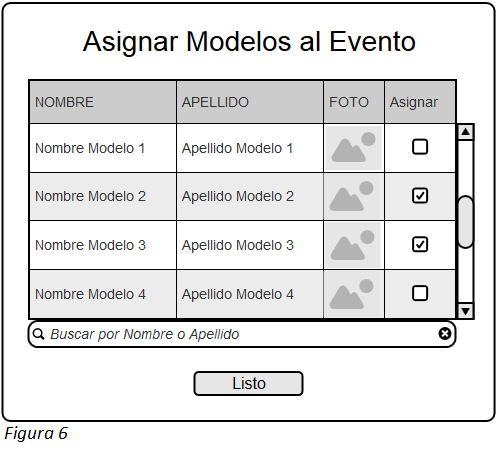 Asignar Modelos al Evento
NOMBRE APELLIDO FOTO Asignar
Nombre Modelo 1 Apellido Modelo 1
Nombre Modelo 2 Apellido Modelo 2
Nombre Modelo 3 Apellido Modelo 3
Nombre Modelo 4 Apellido Modelo 4
Buscar por Nombre o Apellido
Listo
Figura 6